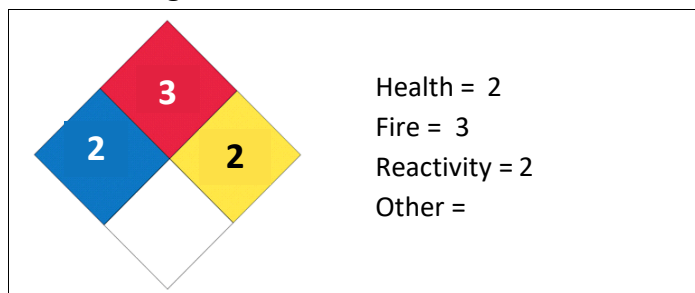 3
2
2
Health = 2
Fire = 3
Reactivity = 2
Other =